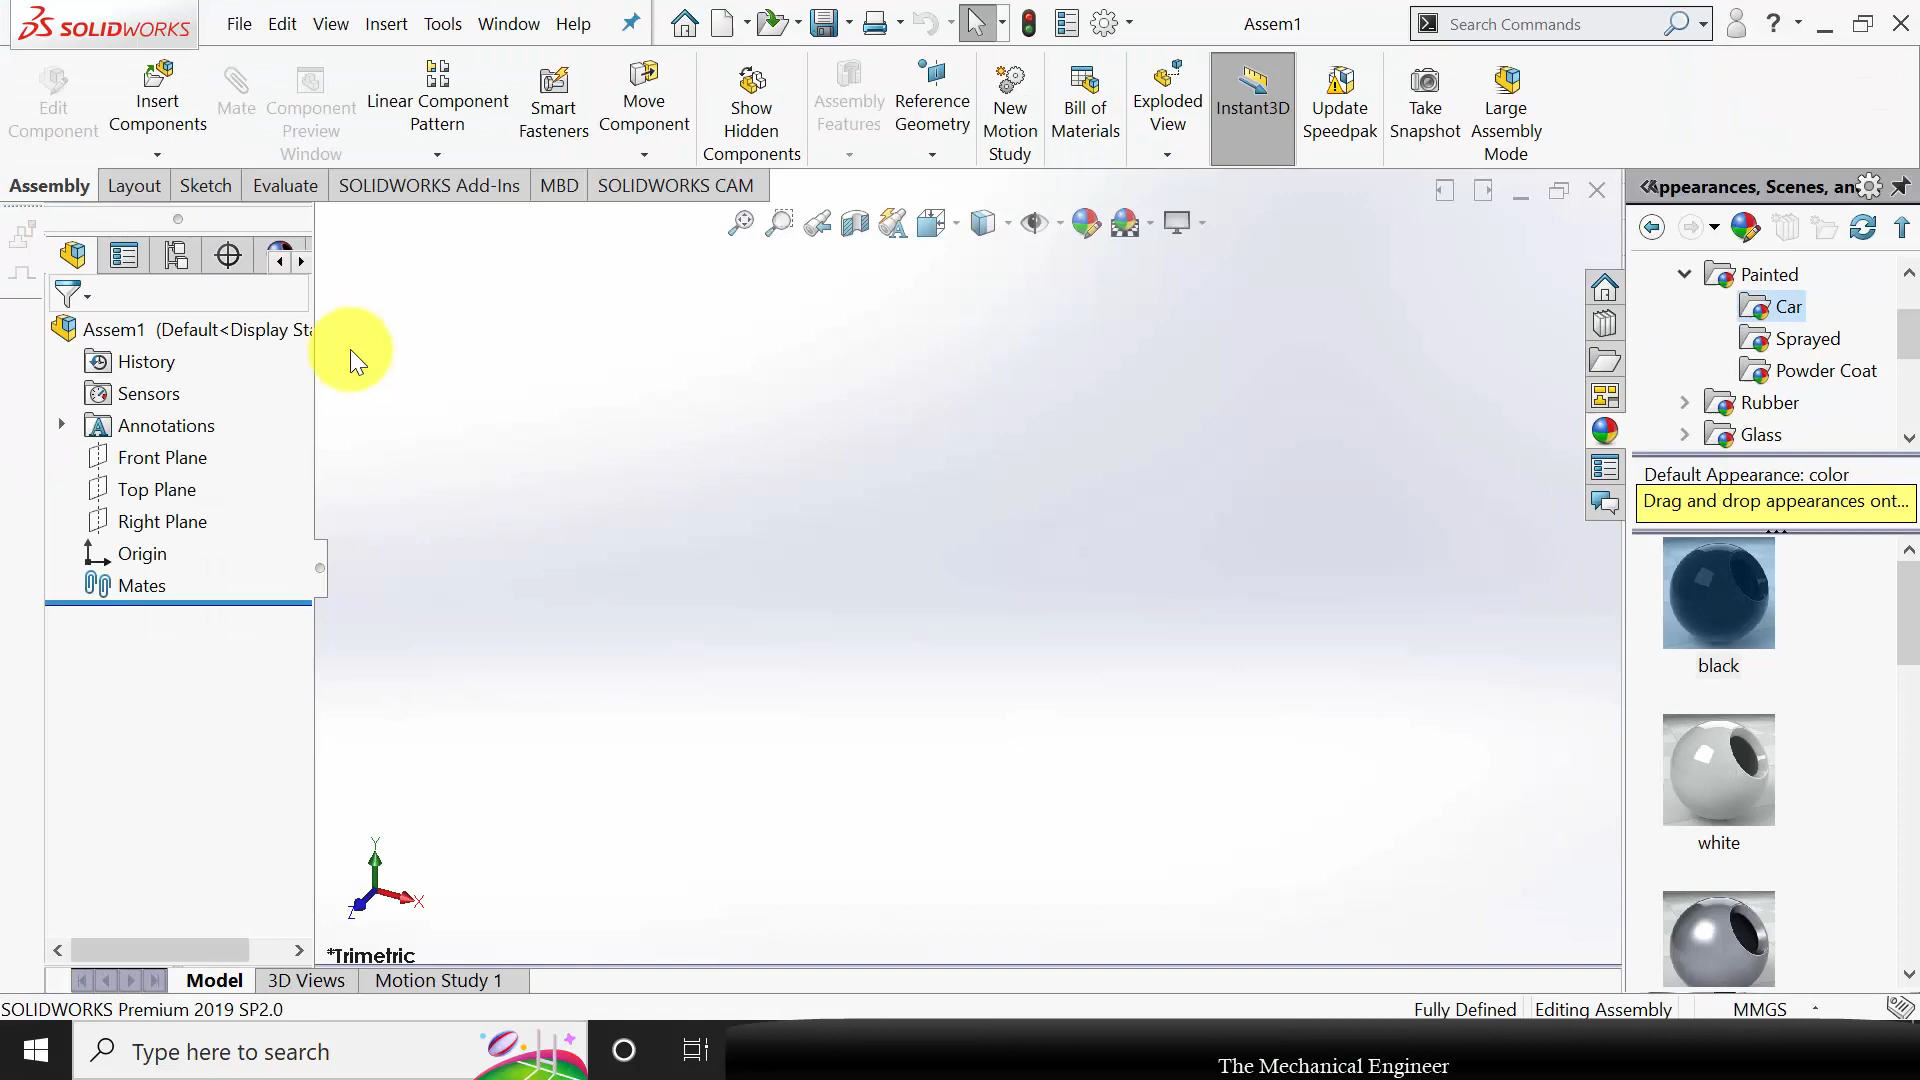 SOLIDWORKS
File Edit View Insert Tools Window Help
Assem1
Search Commands
Edit Component
Insert Components
Mate
Component Preview Window
Linear Component Pattern
Smart Fasteners
Move Component
Show Hidden Components
Assembly Features
Reference Geometry
New Motion Study
Bill of Materials
Exploded View
Instant3D
Update Speedpak
Take Snapshot
Large Assembly Mode
Assembly Layout Sketch Evaluate SOLIDWORKS Add-Ins MBD SOLIDWORKS CAM
Assem1 (Default<Display Sta
History
Sensors
Annotations
Front Plane
Top Plane
Right Plane
Origin
Mates
Y
X
Z
*Trimetric
Appearances, Scenes, an
Painted
Car
Sprayed
Powder Coat
Rubber
Glass
Default Appearance: color
Drag and drop appearances ont...
black
white
Model 3D Views Motion Study 1
SOLIDWORKS Premium 2019 SP2.0
Fully Defined Editing Assembly MMGS
Type here to search
The Mechanical Engineer